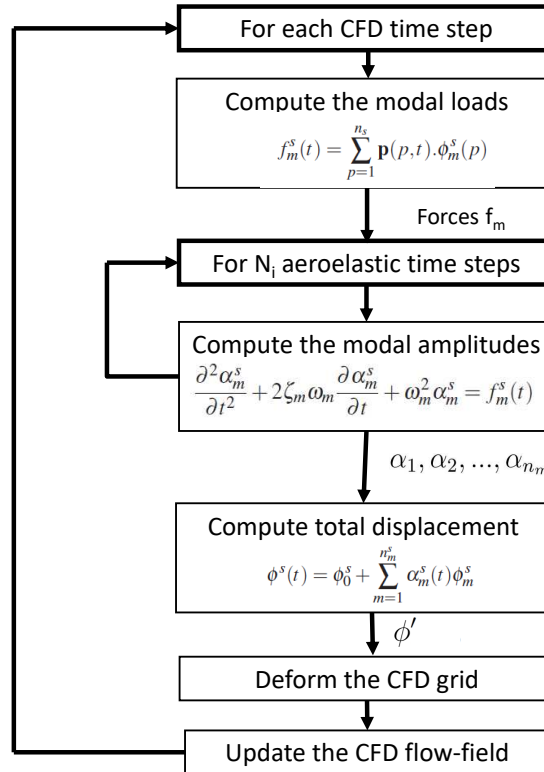 For each CFD time step
Compute the modal loads
f_m^s(t) = \sum_{p=1}^{n_s} \mathbf{p}(p,t).\phi_m^s(p)
Forces f_m
For N_i aeroelastic time steps
Compute the modal amplitudes
\frac{\partial^2 \alpha_m^s}{\partial t^2} + 2\zeta_m \omega_m \frac{\partial \alpha_m^s}{\partial t} + \omega_m^2 \alpha_m^s = f_m^s(t)
\alpha_1, \alpha_2, ..., \alpha_{n_m}
Compute total displacement
\phi^s(t) = \phi_0^s + \sum_{m=1}^{n_m^s} \alpha_m^s(t) \phi_m^s
\phi'
Deform the CFD grid
Update the CFD flow-field